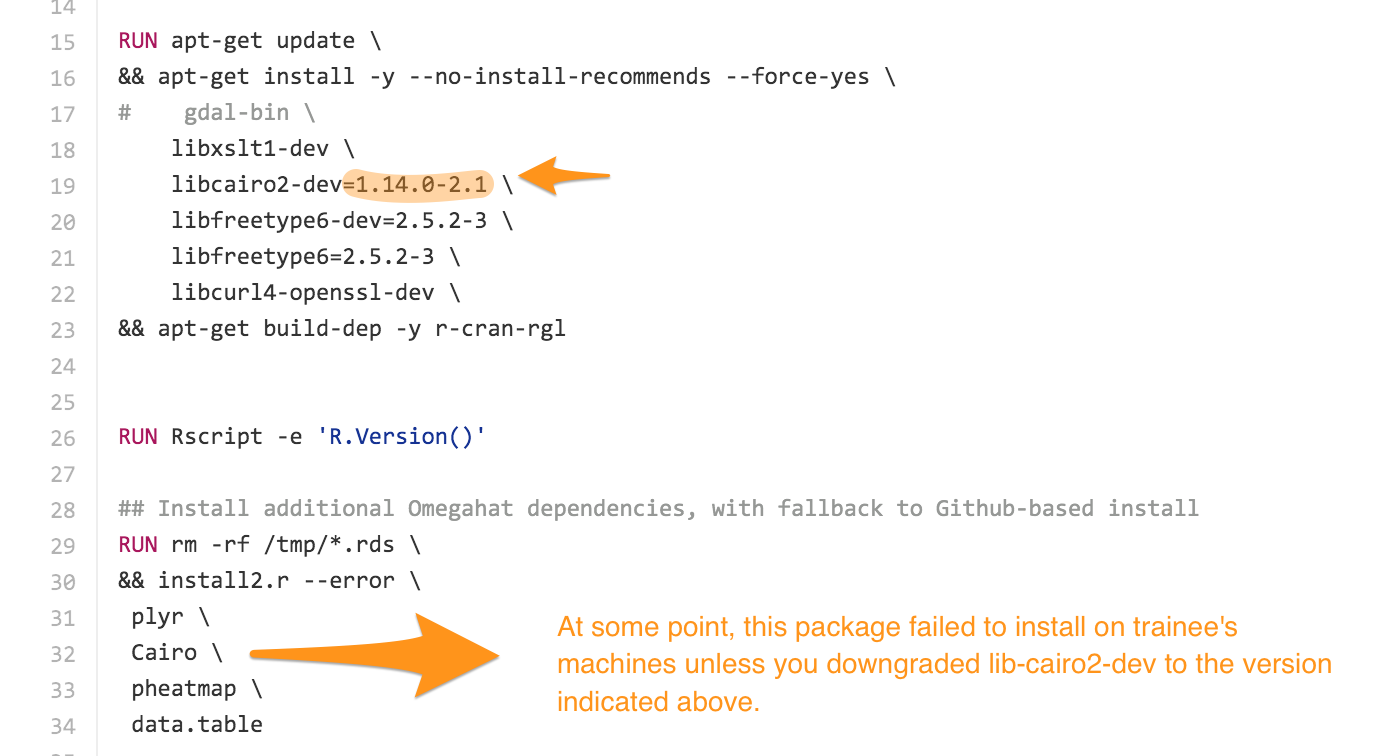 14
15 RUN apt-get update \
16 && apt-get install -y --no-install-recommends --force-yes \
17 #    gdal-bin \
18     libxslt1-dev \
19     libcairo2-dev=1.14.0-2.1 \
20     libfreetype6-dev=2.5.2-3 \
21     libfreetype6=2.5.2-3 \
22     libcurl4-openssl-dev \
23 && apt-get build-dep -y r-cran-rgl
24
25
26 RUN Rscript -e 'R.Version()'
27
28 ## Install additional Omegahat dependencies, with fallback to Github-based install
29 RUN rm -rf /tmp/*.rds \
30 && install2.r --error \
31  plyr \
32  Cairo \
33  pheatmap \
34  data.table
At some point, this package failed to install on trainee's
machines unless you downgraded lib-cairo2-dev to the version
indicated above.